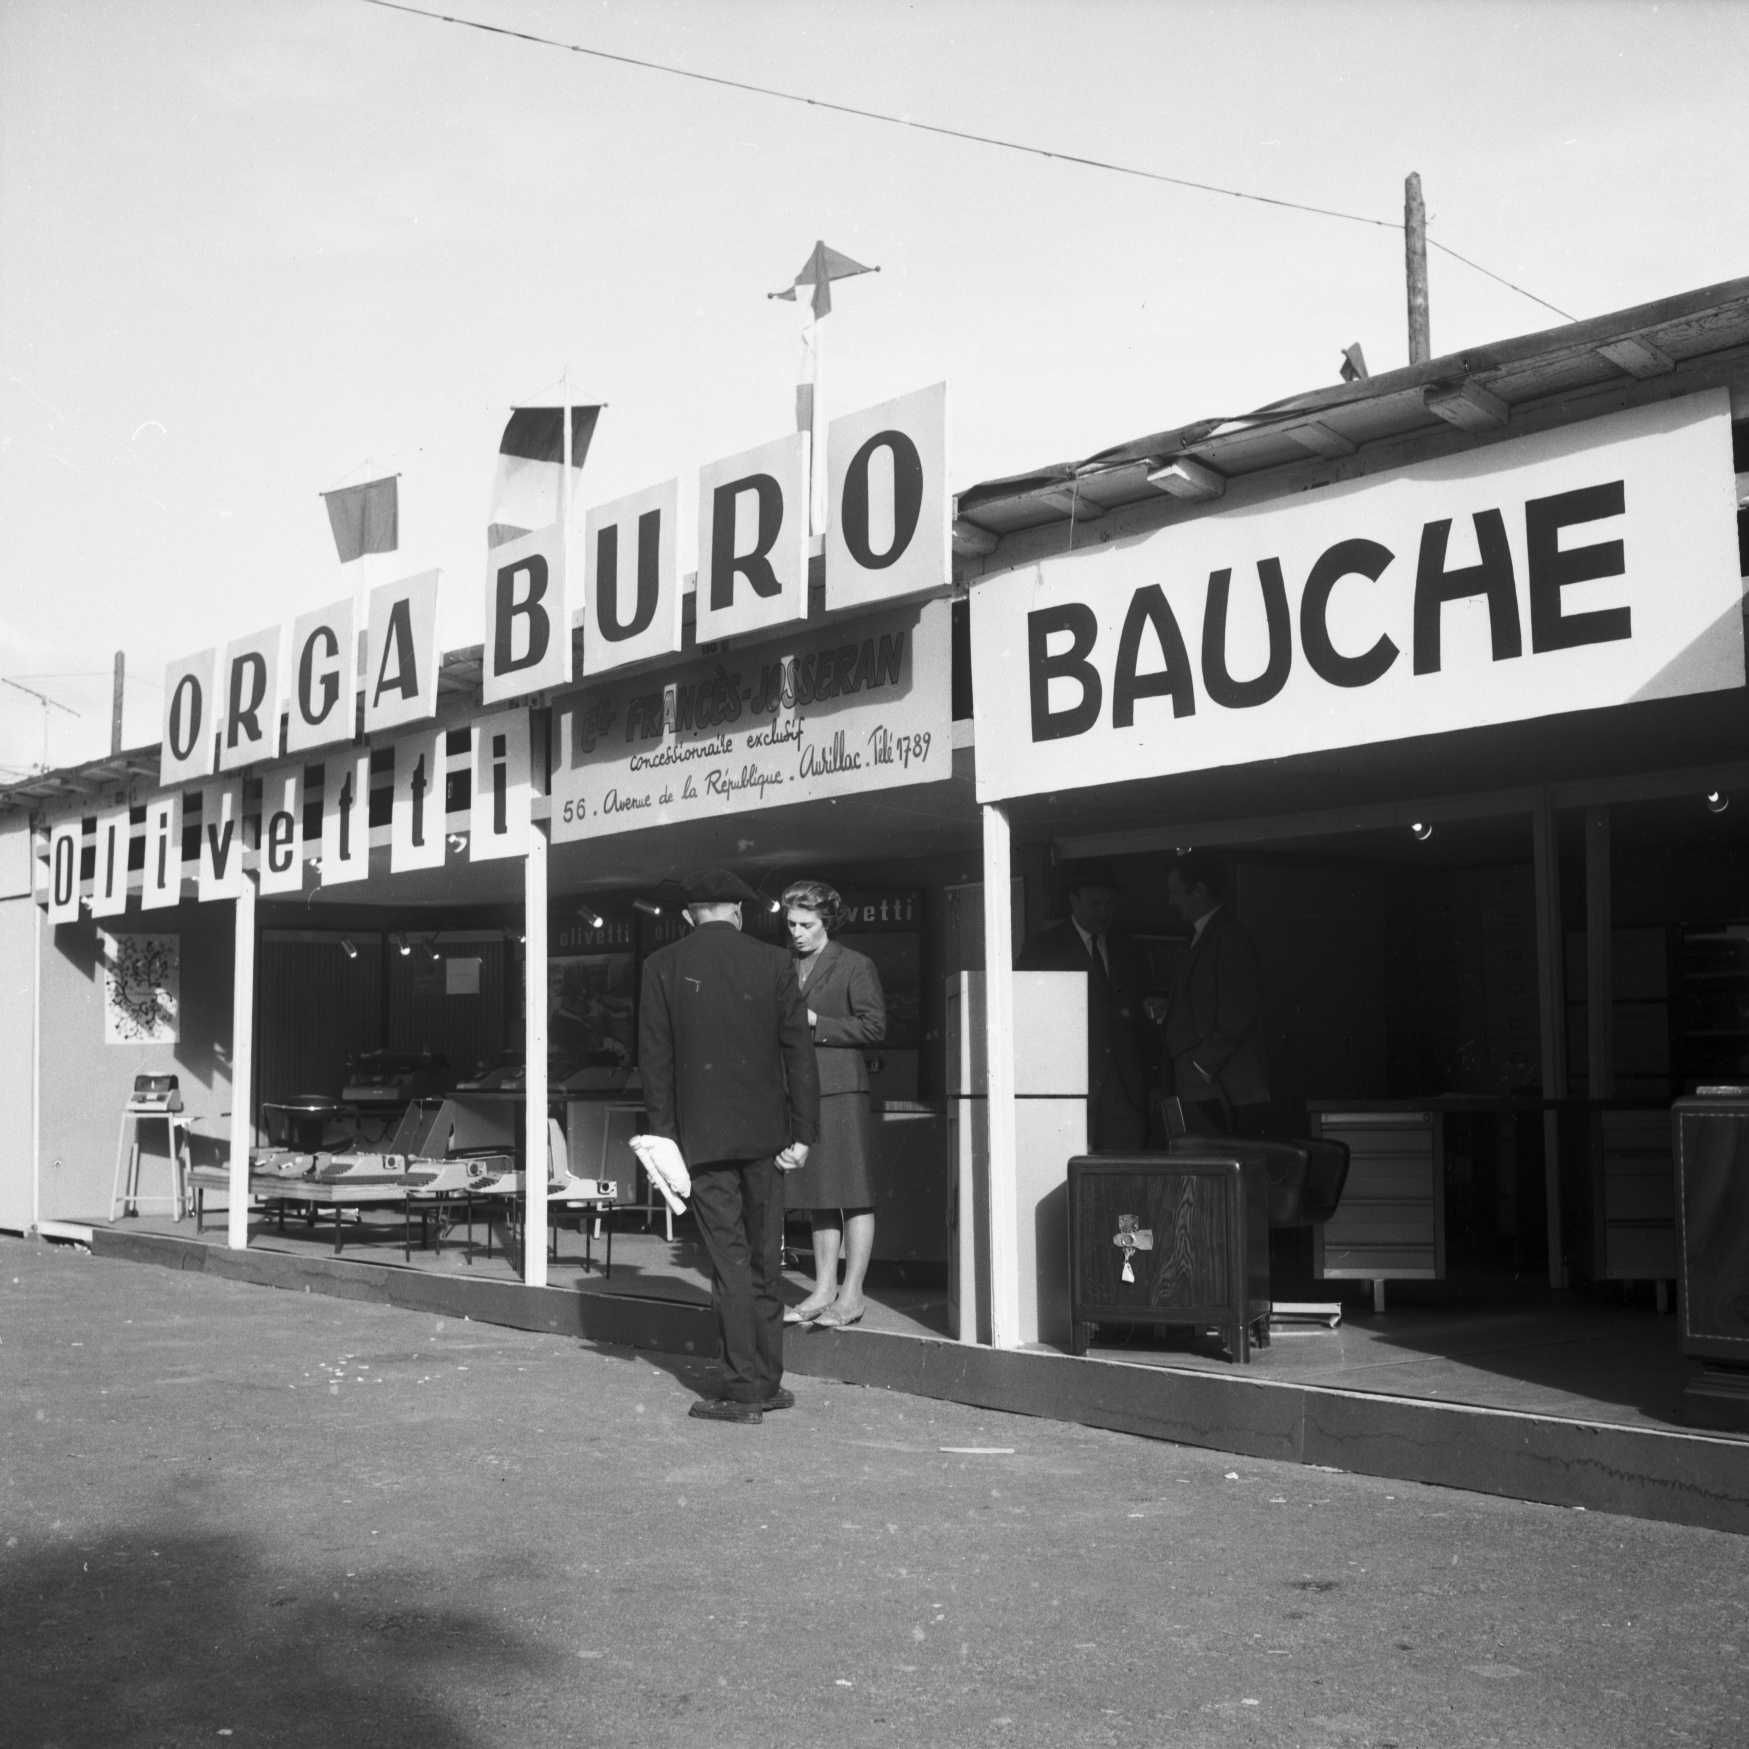 ORGA BURO
Olivetti
Ets FRANCÈS-JOSSERAN
concessionnaire exclusif
56. Avenue de la République. Aurillac. Télé 1789
BAUCHE
olivetti
olivetti